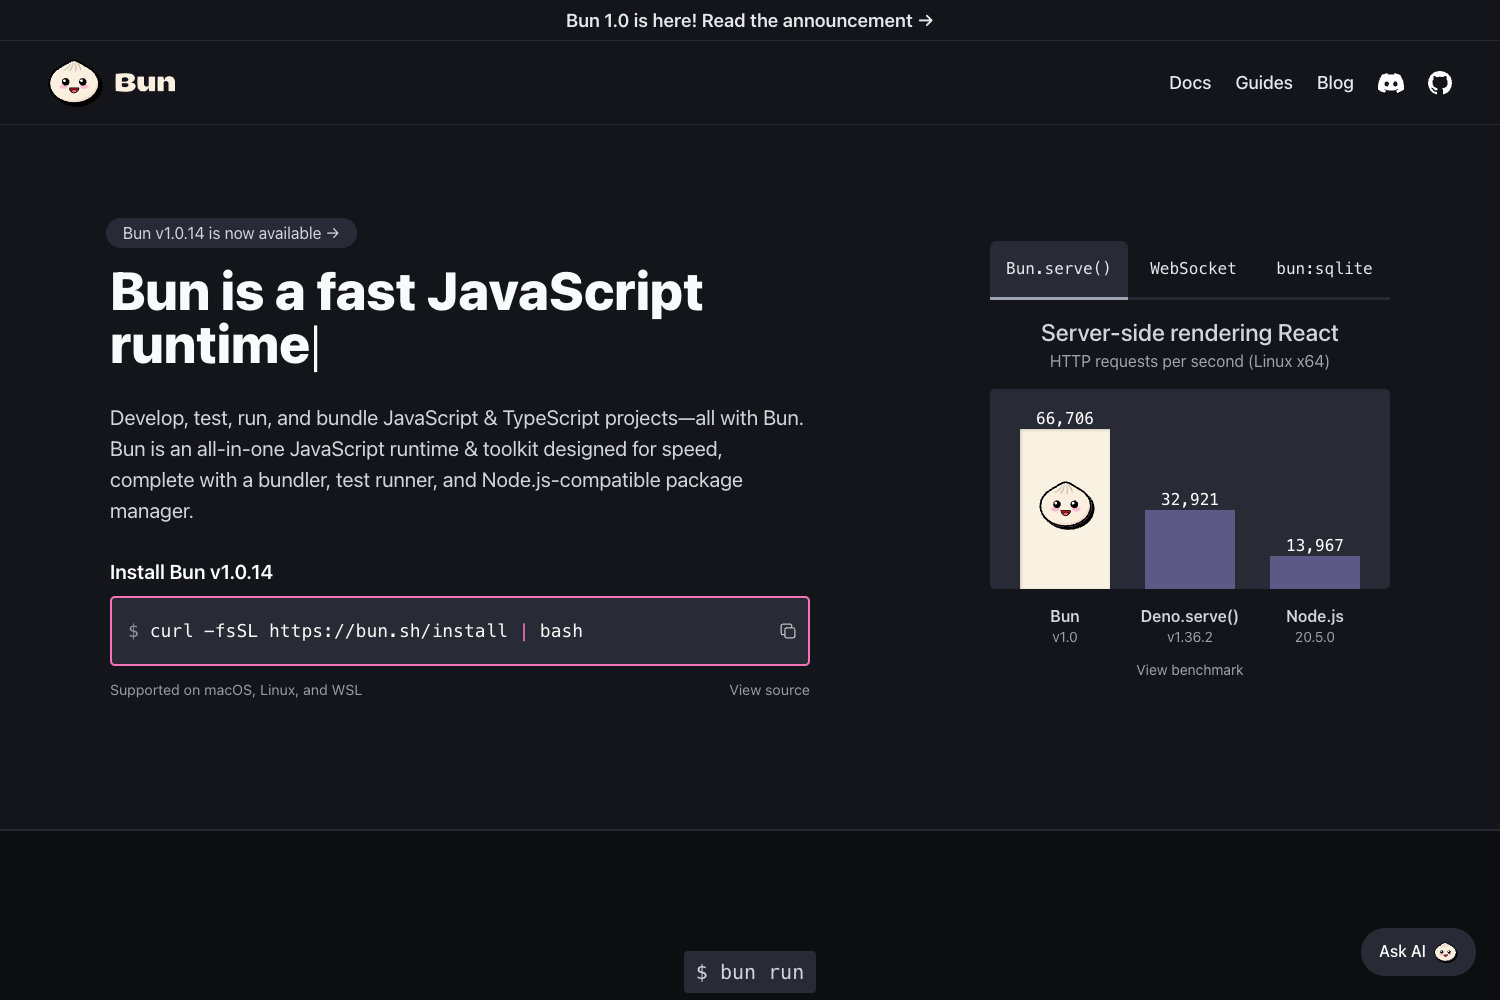 Bun 1.0 is here! Read the announcement →
Bun
Docs
Guides
Blog
Bun v1.0.14 is now available →
Bun is a fast JavaScript
runtime
Develop, test, run, and bundle JavaScript & TypeScript projects—all with Bun.
Bun is an all-in-one JavaScript runtime & toolkit designed for speed,
complete with a bundler, test runner, and Node.js-compatible package
manager.
Install Bun v1.0.14
$ curl -fsSL https://bun.sh/install | bash
Supported on macOS, Linux, and WSL
View source
Bun.serve()
WebSocket
bun:sqlite
Server-side rendering React
HTTP requests per second (Linux x64)
66,706
32,921
13,967
Bun
v1.0
Deno.serve()
v1.36.2
Node.js
20.5.0
View benchmark
$ bun run
Ask AI